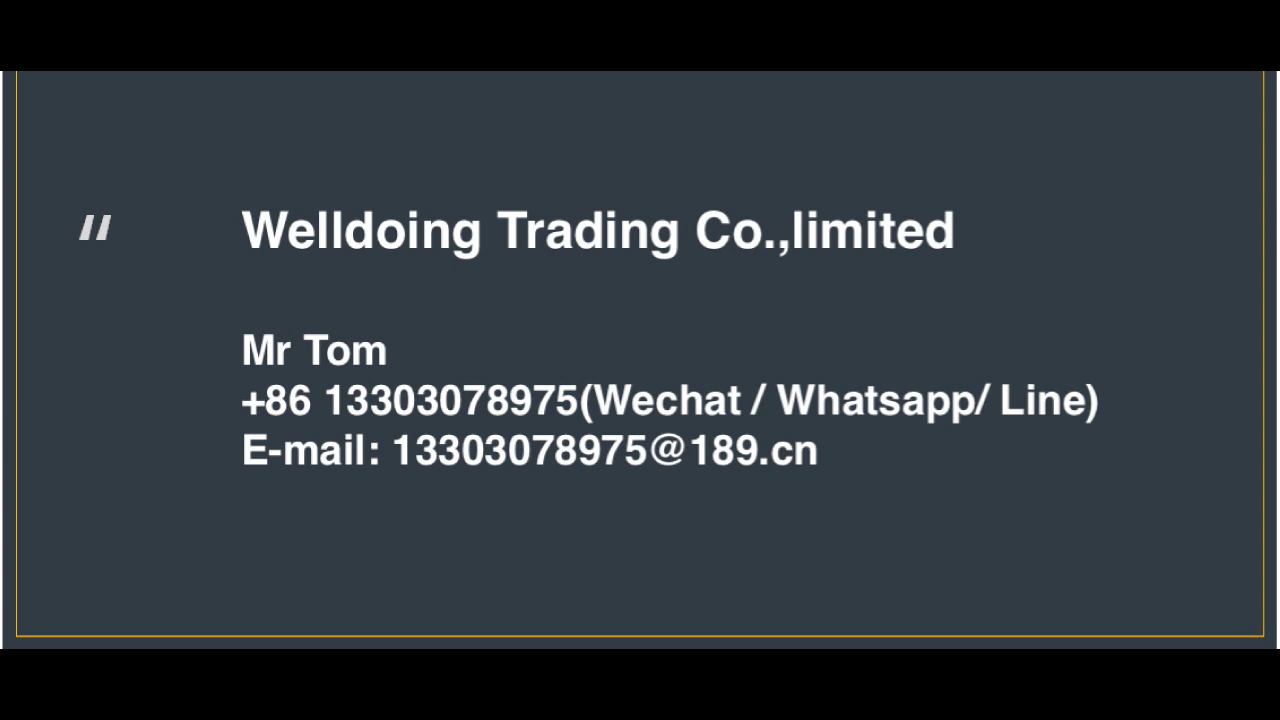 "
Welldoing Trading Co.,limited
Mr Tom
+86 13303078975(Wechat / Whatsapp/ Line)
E-mail: 13303078975@189.cn